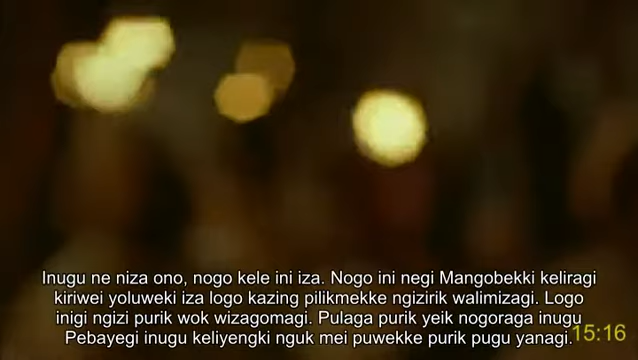 Inugu ne niza ono, nogo kele ini iza. Nogo ini negi Mangobekki keliragi
kiriwei yoluweki iza logo kazing pilikmekke ngizirik walimizagi. Logo
inigi ngizi purik wok wizagomagi. Pulaga purik yeik nogoraga inugu
Pebayegi inugu keliyengki nguk mei puwekke purik pugu yanagi.
15:16